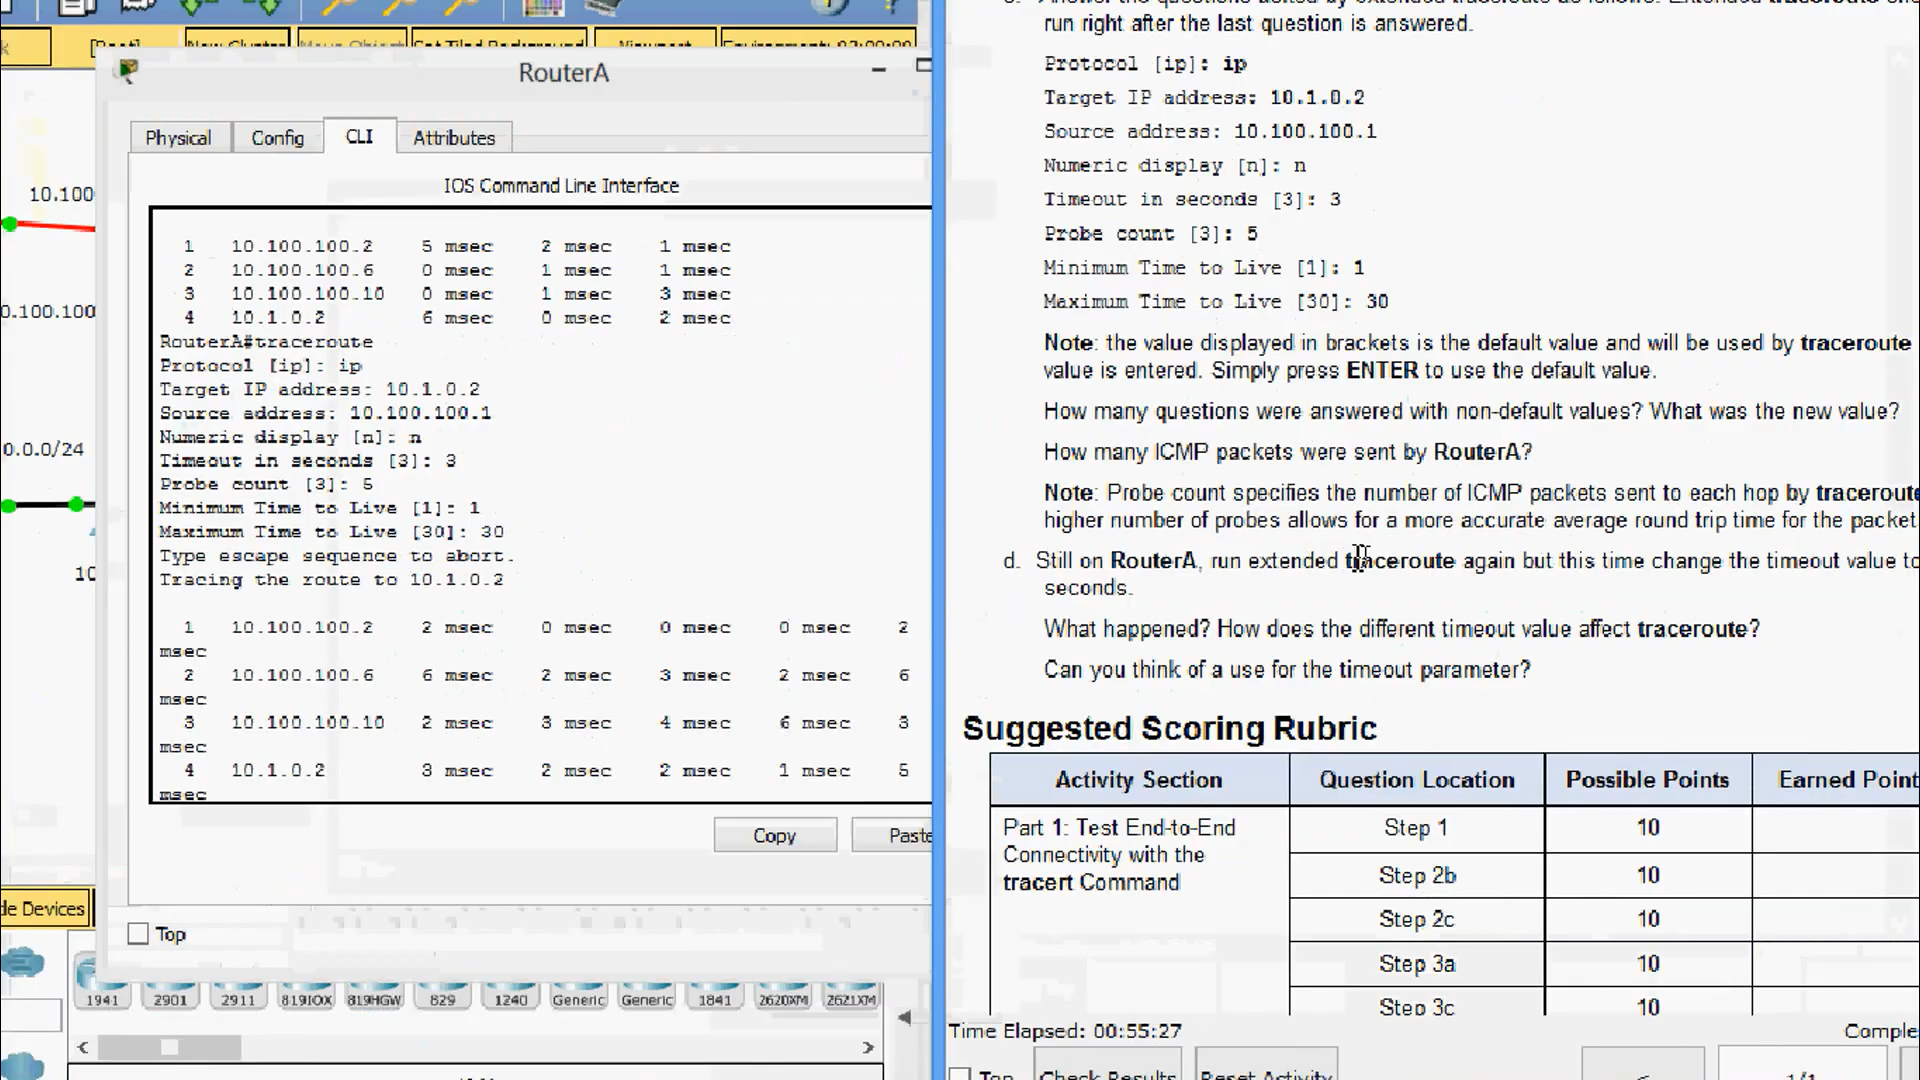 [Root]
New Cluster
Move Object
Set Tiled Background
Viewport
RouterA
Physical
Config
CLI
Attributes
IOS Command Line Interface
10.100
0.100.100
0.0.0/24
10
1 10.100.100.2 5 msec 2 msec 1 msec
2 10.100.100.6 0 msec 1 msec 1 msec
3 10.100.100.10 0 msec 1 msec 3 msec
4 10.1.0.2 6 msec 0 msec 2 msec
RouterA#traceroute
Protocol [ip]: ip
Target IP address: 10.1.0.2
Source address: 10.100.100.1
Numeric display [n]: n
Timeout in seconds [3]: 3
Probe count [3]: 5
Minimum Time to Live [1]: 1
Maximum Time to Live [30]: 30
Type escape sequence to abort.
Tracing the route to 10.1.0.2
1 10.100.100.2 2 msec 0 msec 0 msec 0 msec 2
msec
2 10.100.100.6 6 msec 2 msec 3 msec 2 msec 6
msec
3 10.100.100.10 2 msec 3 msec 4 msec 6 msec 3
msec
4 10.1.0.2 3 msec 2 msec 2 msec 1 msec 5
msec
Copy
Paste
Top
de Devices
1941
2901
2911
819IOX
819HGW
829
1240
Generic
Generic
1841
2620XM
2621XM
run right after the last question is answered.
Protocol [ip]: ip
Target IP address: 10.1.0.2
Source address: 10.100.100.1
Numeric display [n]: n
Timeout in seconds [3]: 3
Probe count [3]: 5
Minimum Time to Live [1]: 1
Maximum Time to Live [30]: 30
Note: the value displayed in brackets is the default value and will be used by traceroute
value is entered. Simply press ENTER to use the default value.
How many questions were answered with non-default values? What was the new value?
How many ICMP packets were sent by RouterA?
Note: Probe count specifies the number of ICMP packets sent to each hop by traceroute
higher number of probes allows for a more accurate average round trip time for the packet
d. Still on RouterA, run extended traceroute again but this time change the timeout value to
seconds.
What happened? How does the different timeout value affect traceroute?
Can you think of a use for the timeout parameter?
Suggested Scoring Rubric
Activity Section Question Location Possible Points Earned Point
Part 1: Test End-to-End
Connectivity with the
tracert Command
Step 1 10
Step 2b 10
Step 2c 10
Step 3a 10
Step 3c 10
Time Elapsed: 00:55:27
Comple
Top
Check Results
Reset Activity
<
1/1